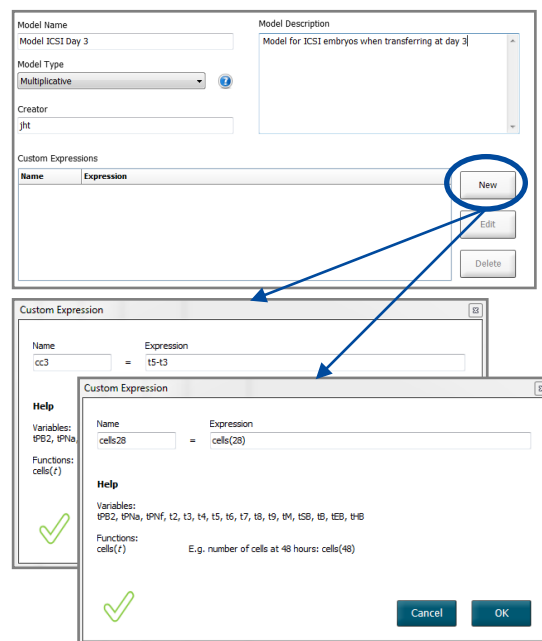 Model Name
Model Description
Model ICSI Day 3
Model for ICSI embryos when transferring at day 3
Model Type
Multiplicative
?
Creator
jht
Custom Expressions
Name Expression
New
Edit
Delete
Custom Expression
Name Expression
cc3 = t5-t3
Help
Variables:
tPB2, tPNa,
Functions:
cells(t)
Custom Expression
Name Expression
cells28 = cells(28)
Help
Variables:
tPB2, tPNa, tPNf, t2, t3, t4, t5, t6, t7, t8, t9, tM, tSB, tB, tEB, tHB
Functions:
cells(t) E.g. number of cells at 48 hours: cells(48)
Cancel OK